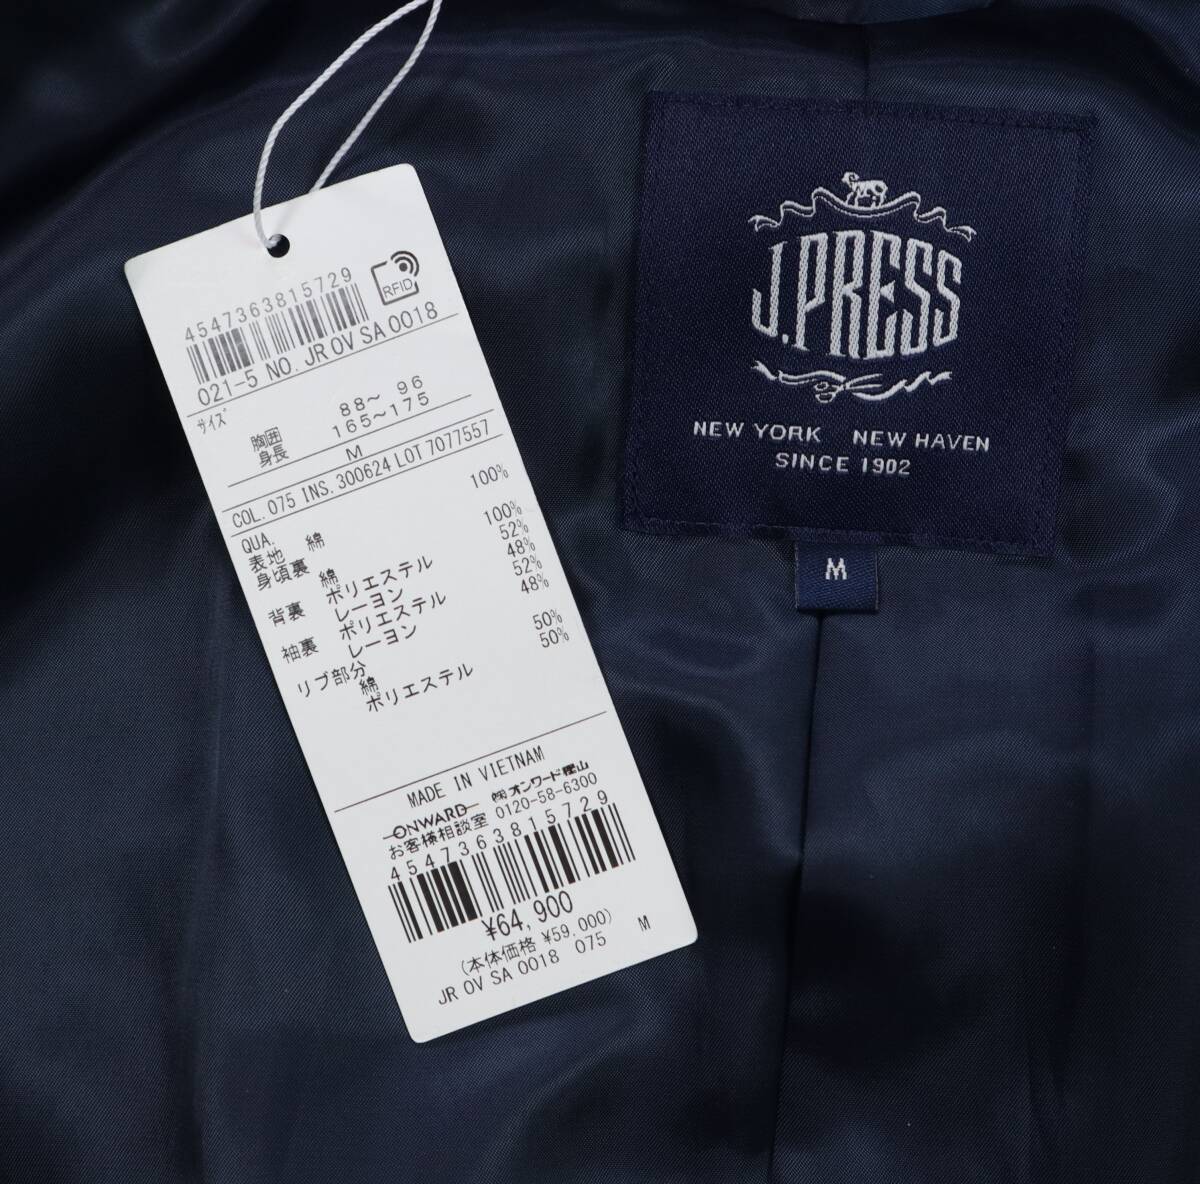 4547363815729
RFID
021-5 NO. JR OV SA 0018
サイズ
胸囲 88～ 96
身長 165～175
M
COL. 075 INS. 300624 LOT 7077557
QUA.
表地 綿 100%
身頃裏 綿 100%
背裏 ポリエステル 52%
レーヨン 48%
袖裏 ポリエステル 52%
レーヨン 48%
リブ部分
綿 50%
ポリエステル 50%
MADE IN VIETNAM
ONWARD ㈱オンワード樫山
お客様相談室 0120-58-6300
4547363815729
¥64,900
(本体価格 ¥59,000)
JR OV SA 0018 075 M
J.PRESS
NEW YORK NEW HAVEN
SINCE 1902
M